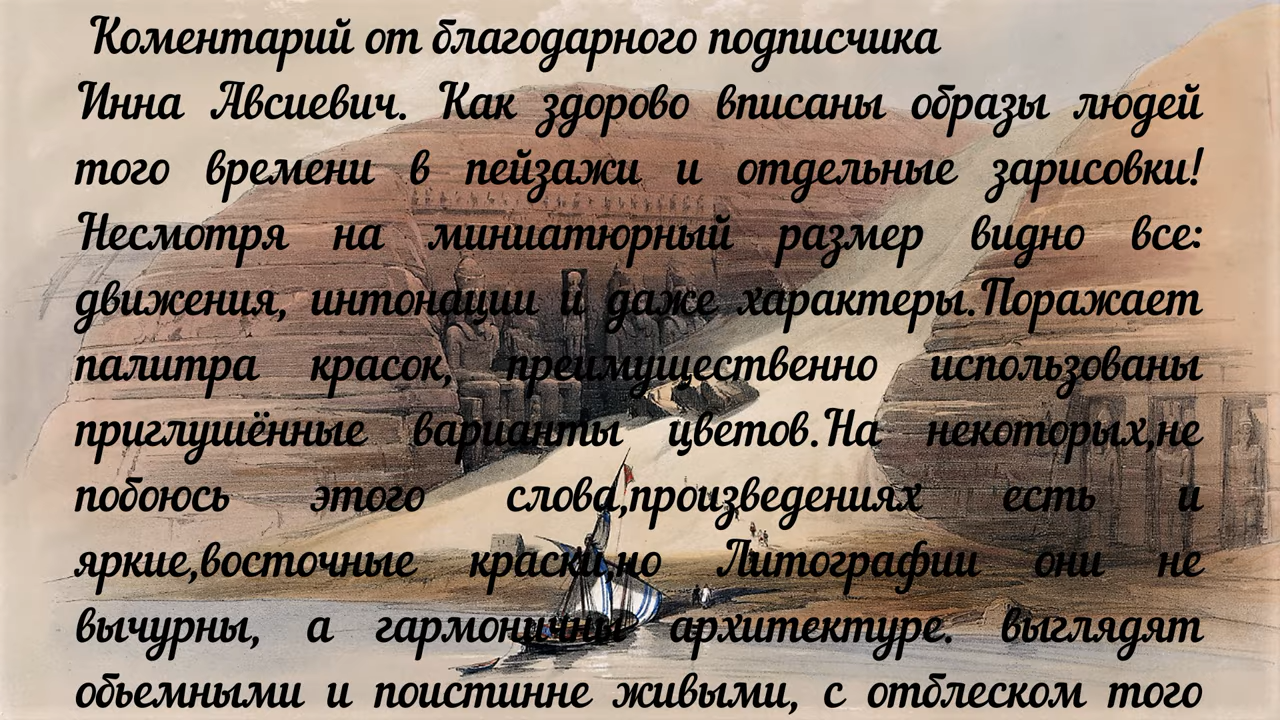 Коментарий от благодарного подписчика
Инна Авсиевич. Как здорово вписаны образы людей
того времени в пейзажи и отдельные зарисовки!
Несмотря на миниатюрный размер видно все:
движения, интонации и даже характеры.Поражает
палитра красок, преимущественно использованы
приглушённые варианты цветов.На некоторых,не
побоюсь этого слова,произведениях есть и
яркие,восточные краски,но Литографии они не
вычурны, а гармоничны архитектуре. выглядят
обьемными и поистинне живыми, с отблеском того